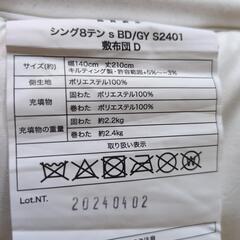 シング8テン s BD/GY S2401
敷布団 D
サイズ(約) 幅140cm 丈210cm
キルティング製・許容範囲+5%~-3%
側生地 ポリエステル100%
充填物 固わた ポリエステル100%
巻わた ポリエステル100%
充填物の重量 固わた 約2.2kg
巻わた 約2.4kg
取り扱い表示
Lot.NT. 20240402